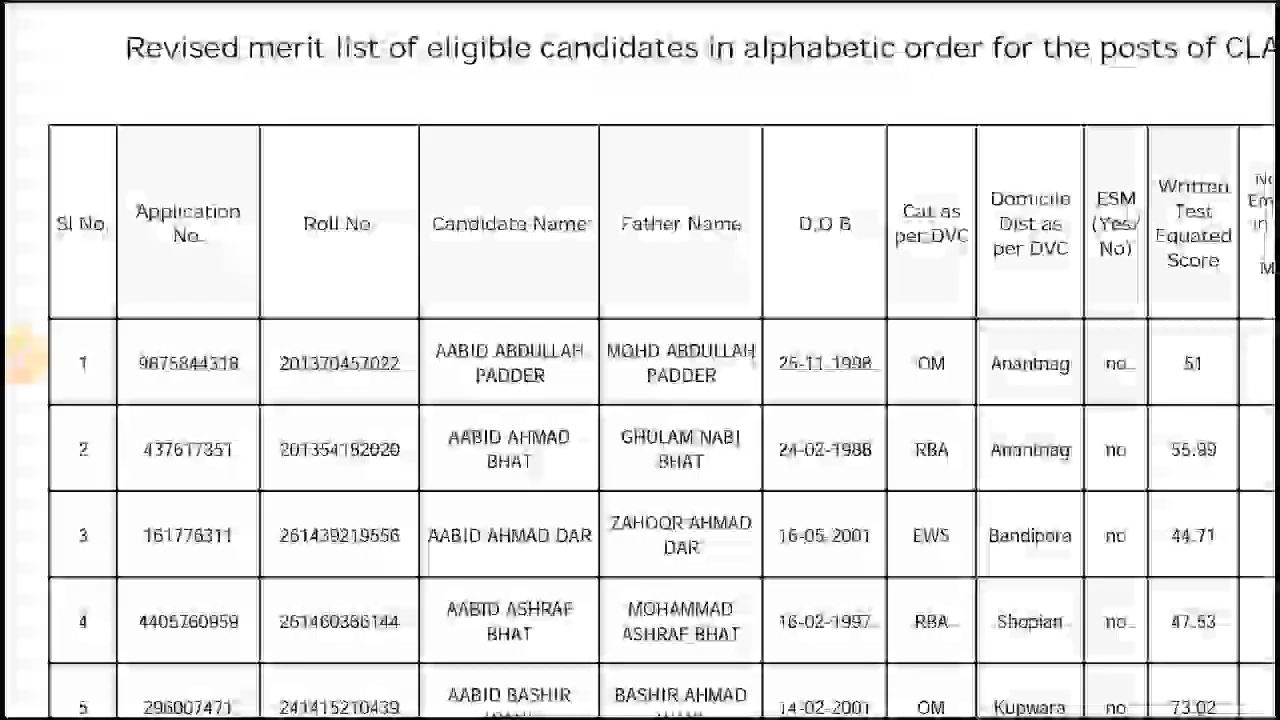 Revised merit list of eligible candidates in alphabetic order for the posts of CLA
Sl No. Application No. Roll No Candidate Name Father Name D.O.B Cat as per DVC Domicile Dist as per DVC ESM (Yes/ No) Written Test Equated Score
1 9875844318 201370457022 AABID ABDULLAH PADDER MOHD ABDULLAH PADDER 25-11-1998 OM Anantnag no 51
2 437617351 201354192020 AABID AHMAD BHAT GHULAM NABI BHAT 24-02-1988 RBA Anantnag no 55.99
3 161776311 261439219556 AABID AHMAD DAR ZAHOOR AHMAD DAR 16-05-2001 EWS Bandipora no 44.71
4 4405760959 261460386144 AABID ASHRAF BHAT MOHAMMAD ASHRAF BHAT 16-02-1997 RBA Shopian no 47.53
5 296007471 241415210439 AABID BASHIR BASHIR AHMAD 14-02-2001 OM Kupwara no 73.02